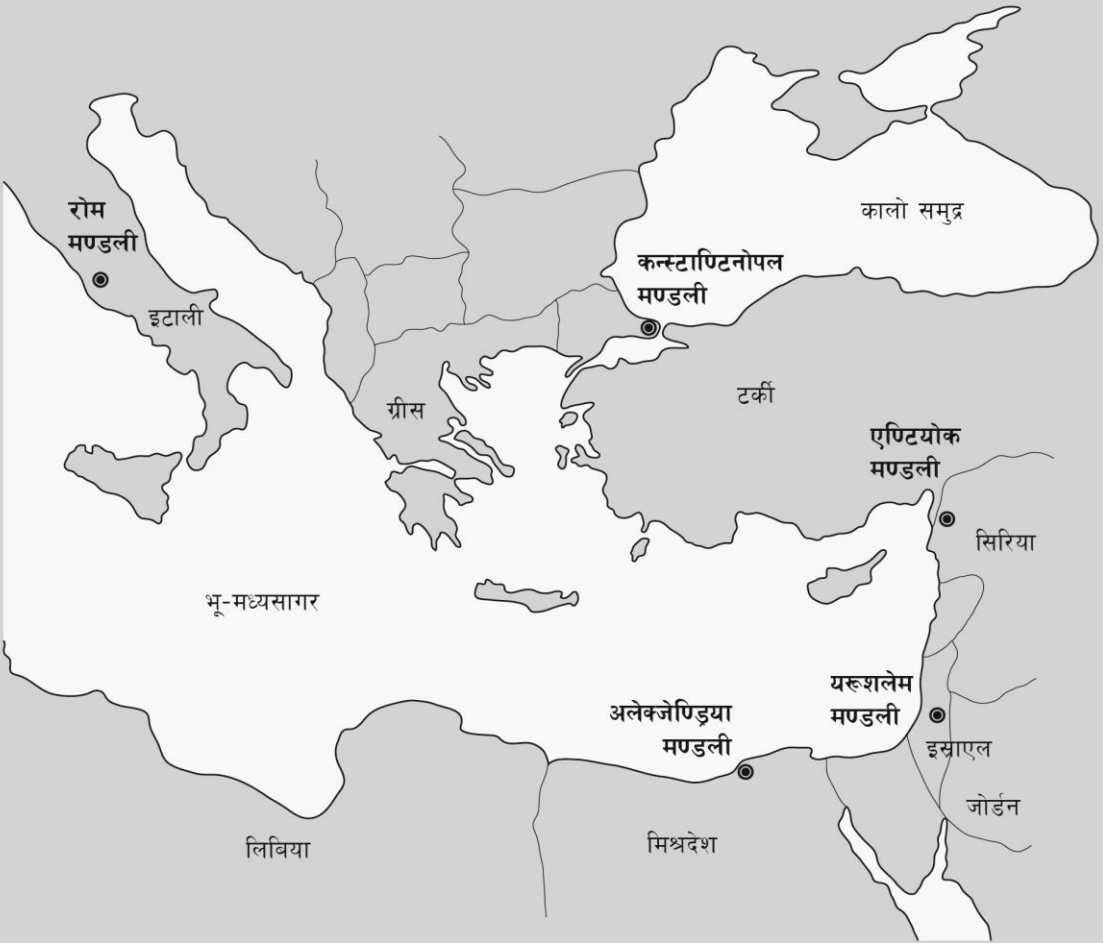 रोम
मण्डली
इटाली
कालो समुद्र
कन्स्टाण्टिनोपल
मण्डली
टर्की
ग्रीस
एण्टियोक
मण्डली
सिरिया
भू-मध्यसागर
यरूशलेम
मण्डली
अलेक्जेण्ड्रिया
मण्डली
इस्राएल
जोर्डन
लिबिया
मिश्रदेश